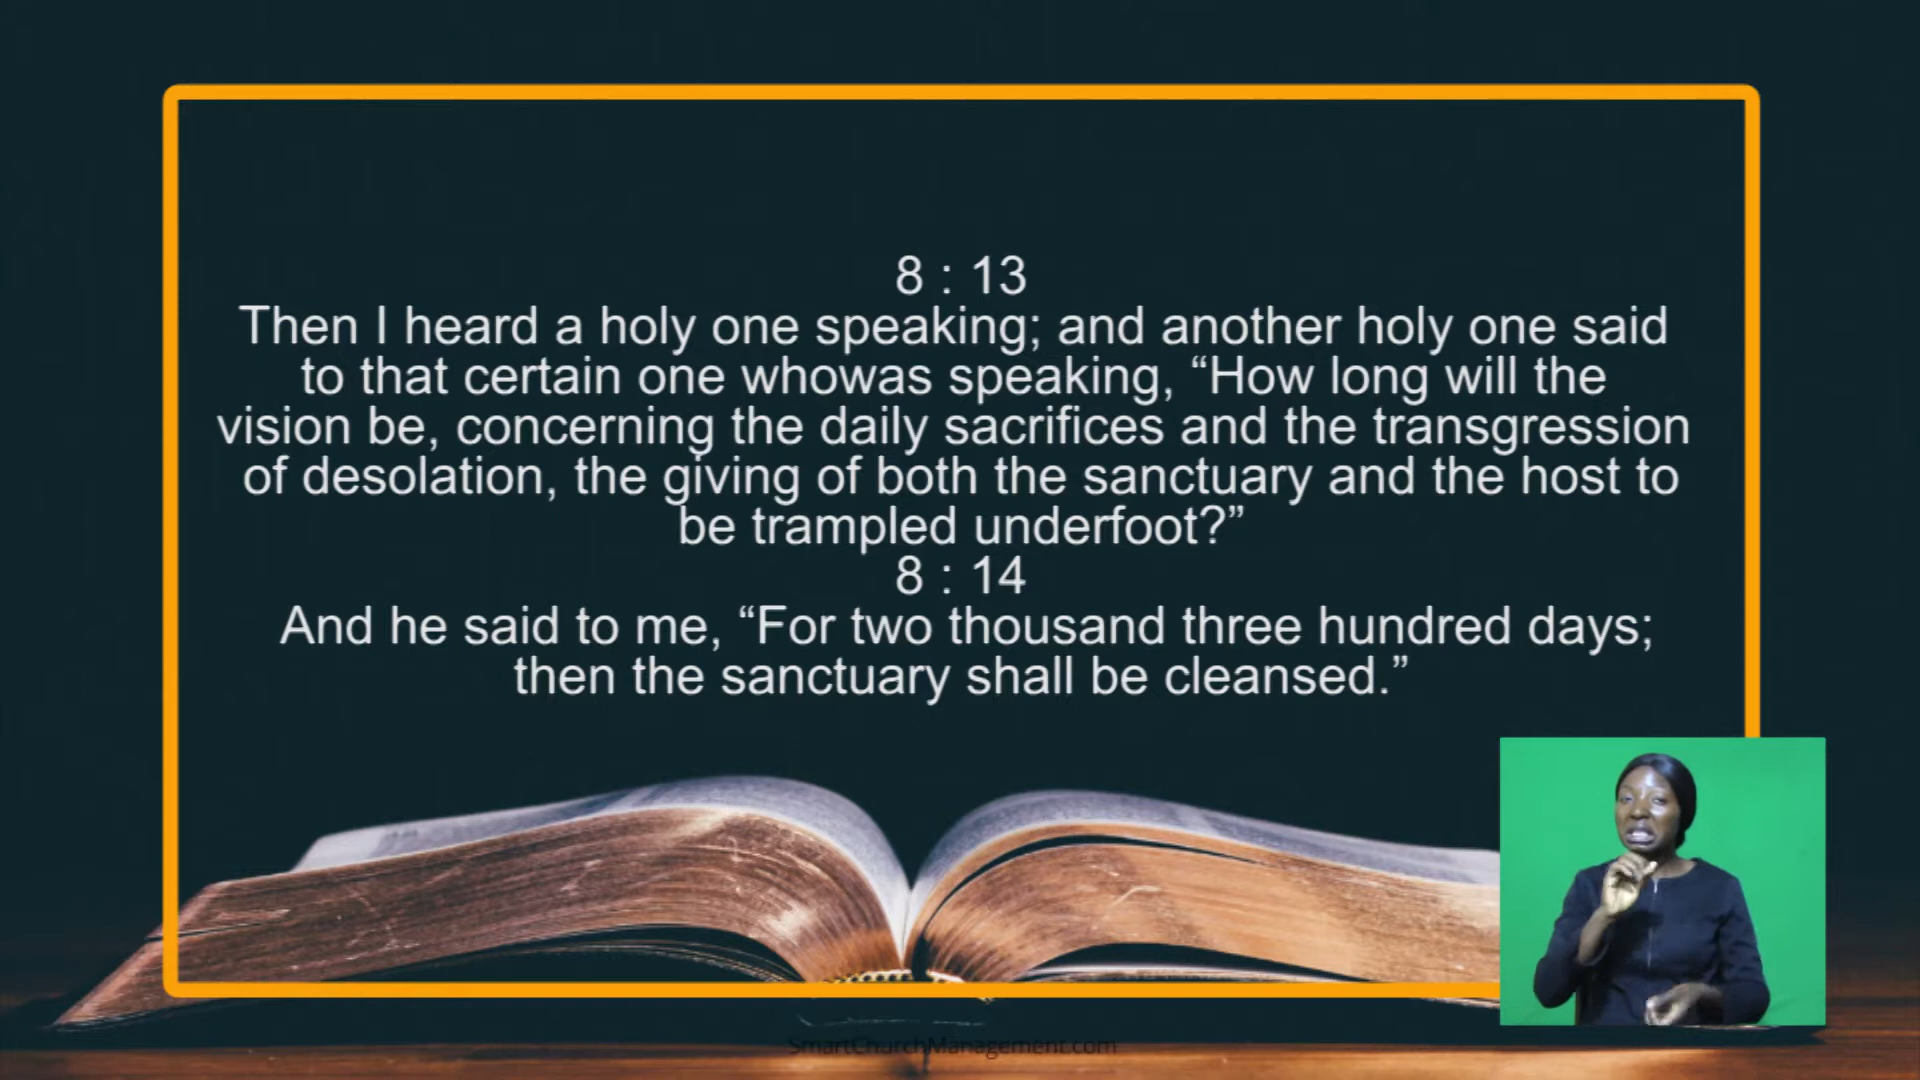 8 : 13
Then I heard a holy one speaking; and another holy one said
to that certain one whowas speaking, “How long will the
vision be, concerning the daily sacrifices and the transgression
of desolation, the giving of both the sanctuary and the host to
be trampled underfoot?”
8 : 14
And he said to me, “For two thousand three hundred days;
then the sanctuary shall be cleansed.”
SmartChurchManagement.com